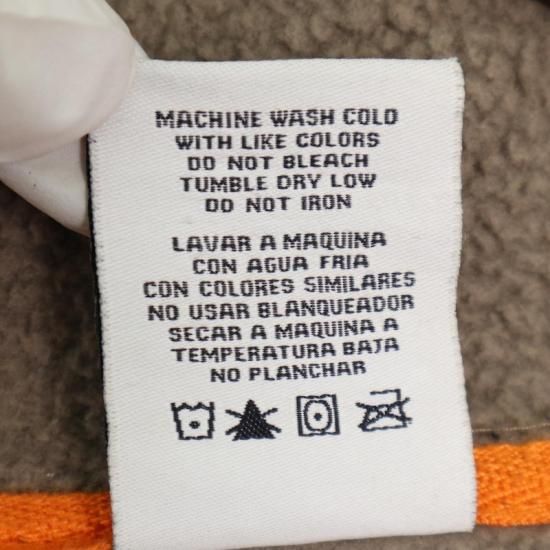 MACHINE WASH COLD
WITH LIKE COLORS
DO NOT BLEACH
TUMBLE DRY LOW
DO NOT IRON
LAVAR A MAQUINA
CON AGUA FRIA
CON COLORES SIMILARES
NO USAR BLANQUEADOR
SECAR A MAQUINA A
TEMPERATURA BAJA
NO PLANCHAR